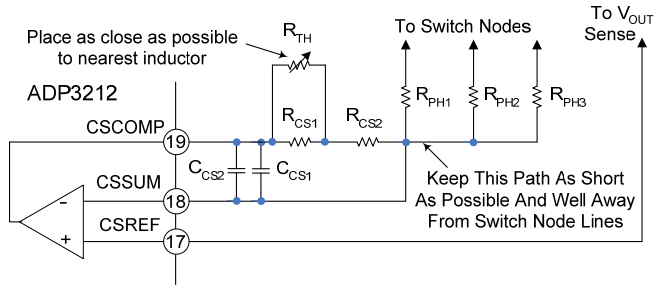 Place as close as possible
to nearest inductor
R_TH
To Switch Nodes
To V_OUT
Sense
ADP3212
R_PH1
R_PH2
R_PH3
R_CS1
R_CS2
CSCOMP
19
C_CS2
C_CS1
Keep This Path As Short
As Possible And Well Away
From Switch Node Lines
CSSUM
18
-
CSREF
17
+